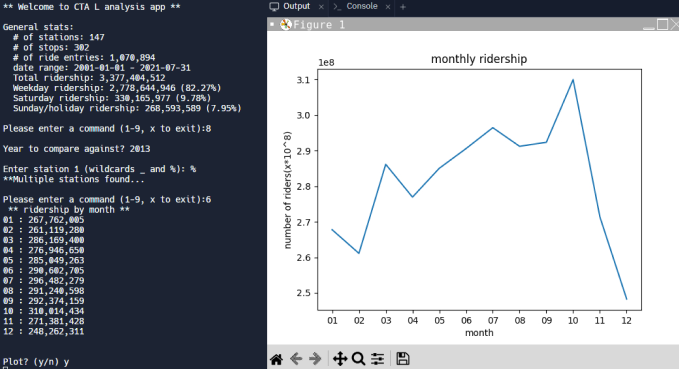 ** Welcome to CTA L analysis app **
General stats:
# of stations: 147
# of stops: 302
# of ride entries: 1,070,894
date range: 2001-01-01 - 2021-07-31
Total ridership: 3,377,404,512
Weekday ridership: 2,778,644,946 (82.27%)
Saturday ridership: 330,165,977 (9.78%)
Sunday/holiday ridership: 268,593,589 (7.95%)
Please enter a command (1-9, x to exit):8
Year to compare against? 2013
Enter station 1 (wildcards _ and %): %
**Multiple stations found...
Please enter a command (1-9, x to exit):6
** ridership by month **
01 : 267,762,005
02 : 261,119,280
03 : 286,169,400
04 : 276,946,650
05 : 285,049,263
06 : 290,602,705
07 : 296,482,279
08 : 291,240,598
09 : 292,374,159
10 : 310,014,434
11 : 271,381,428
12 : 248,262,311
Plot? (y/n) y
Output × >_ Console × +
Figure 1
monthly ridership
1e8
3.1
3.0
2.9
2.8
2.7
2.6
2.5
number of riders(x*10^8)
01 02 03 04 05 06 07 08 09 10 11 12
month